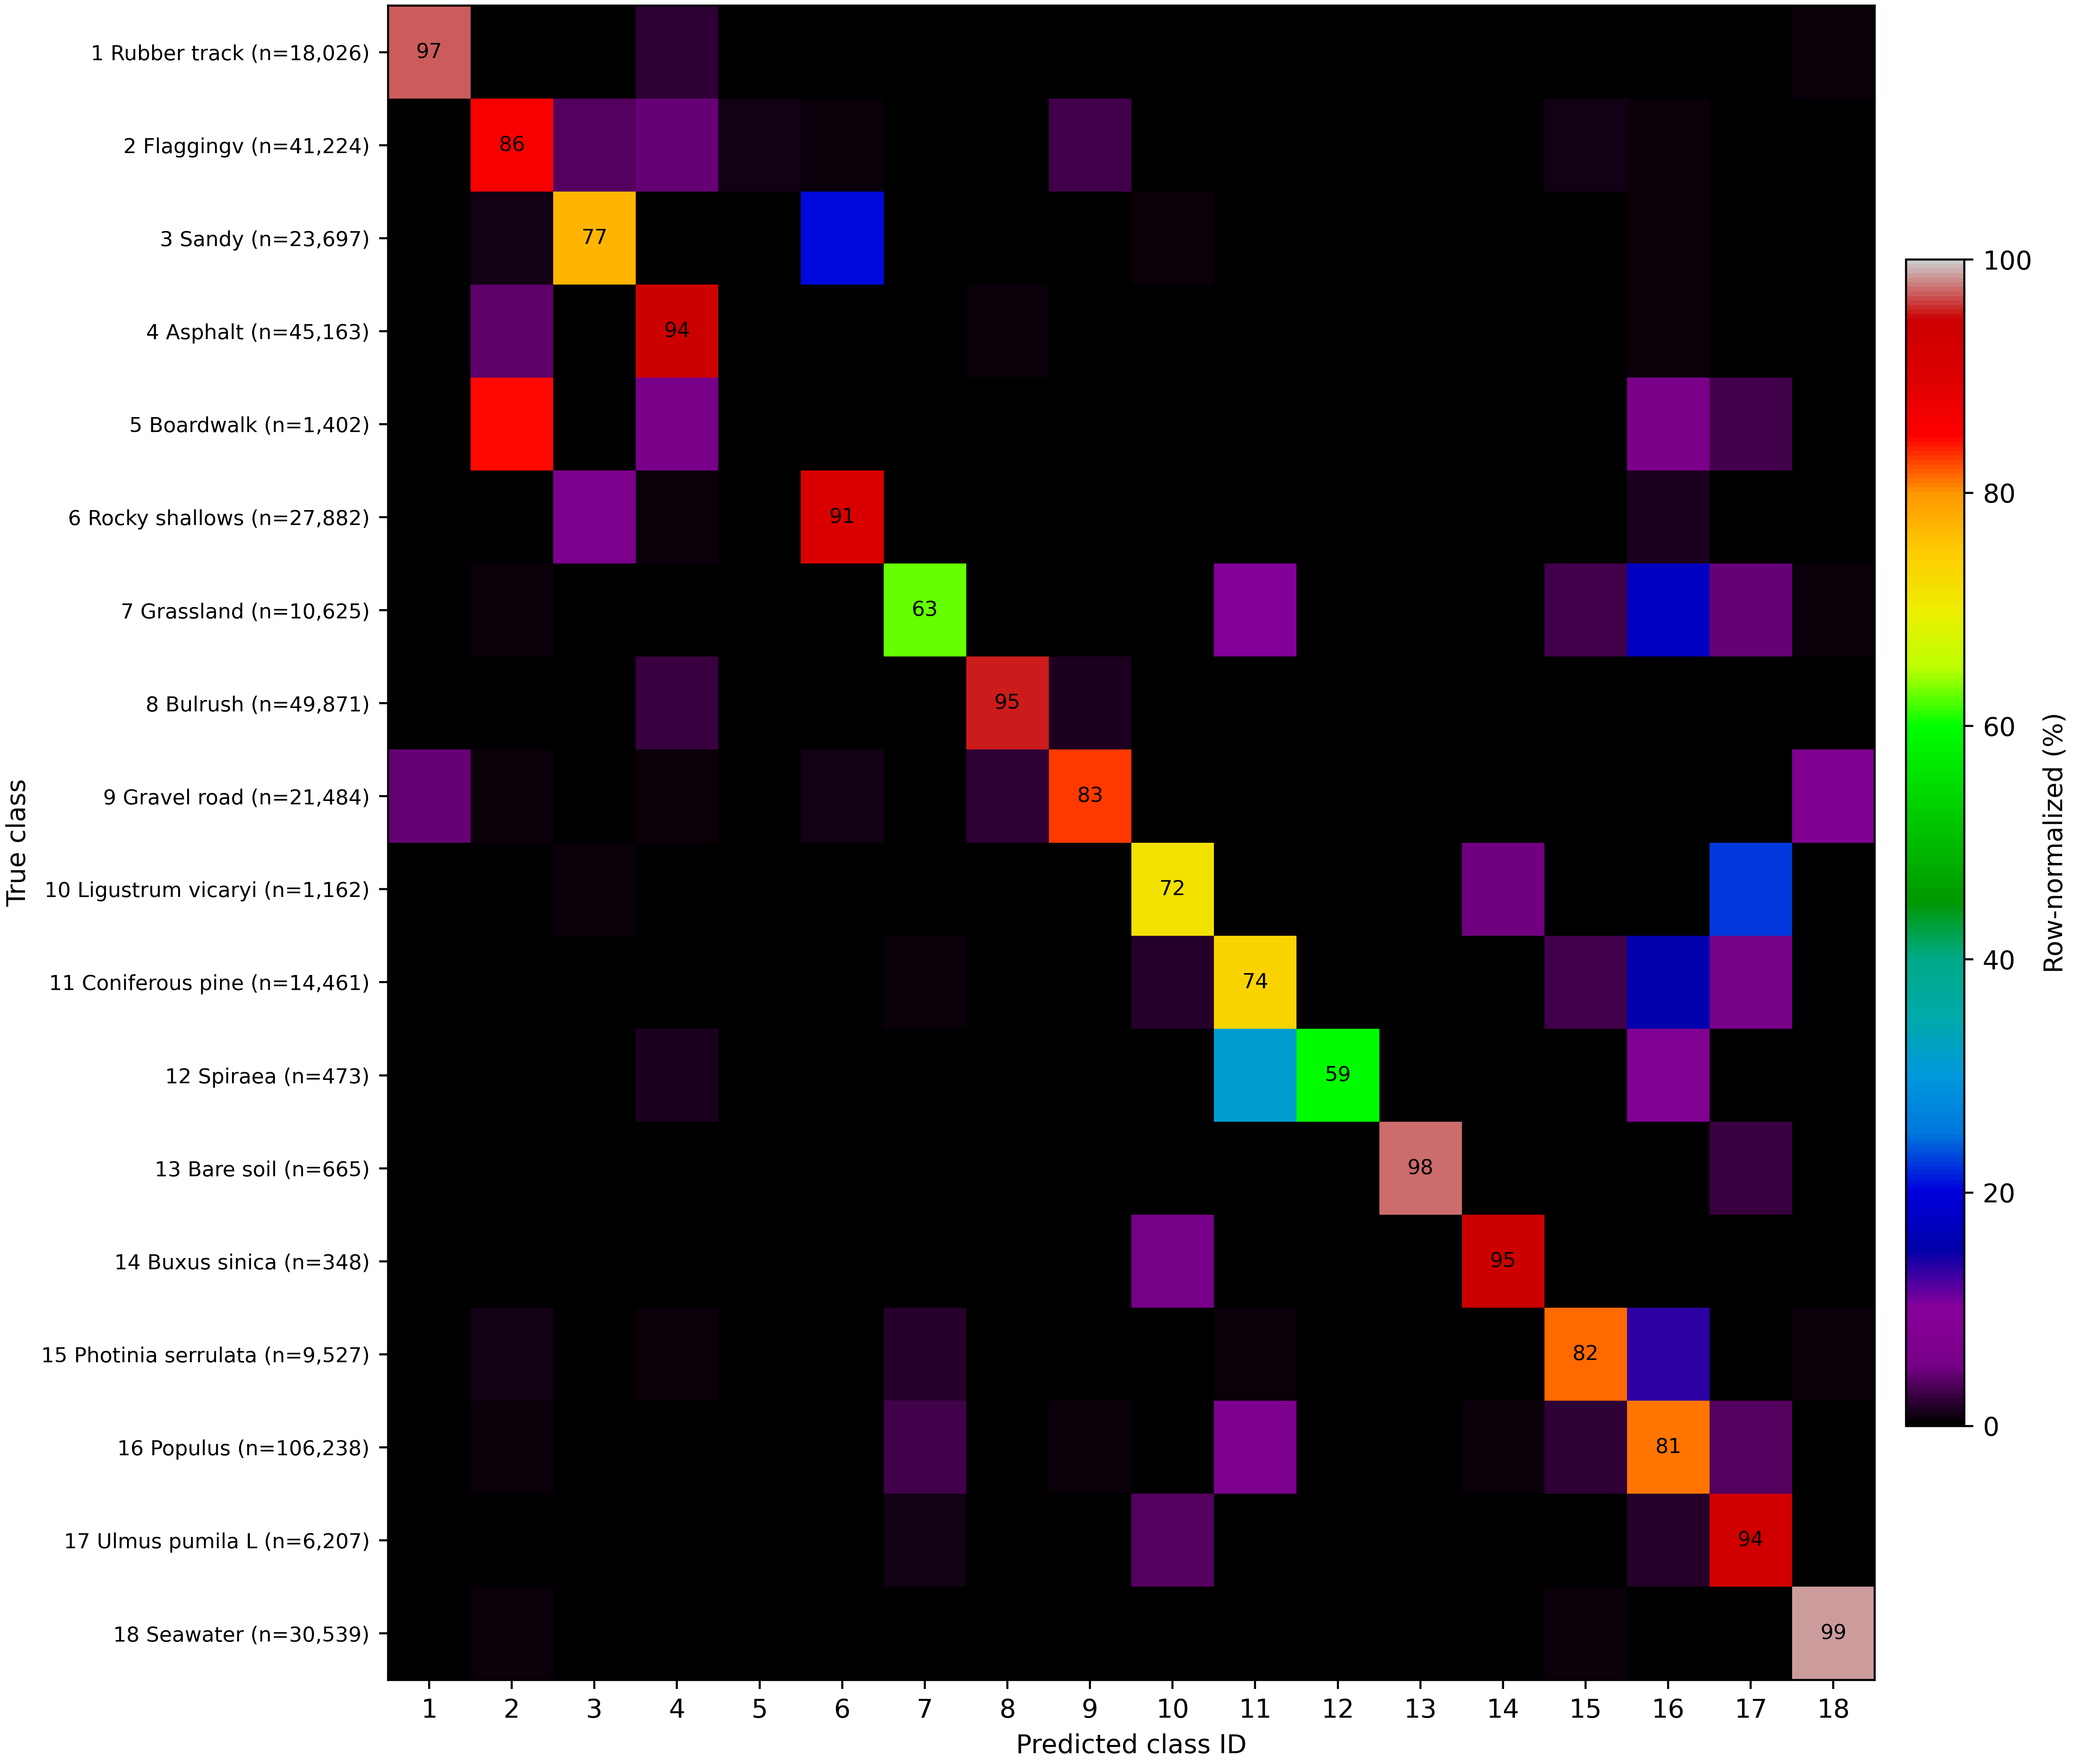 1 Rubber track (n=18,026)
97
2 Flaggingv (n=41,224)
86
3 Sandy (n=23,697)
77
4 Asphalt (n=45,163)
94
5 Boardwalk (n=1,402)
6 Rocky shallows (n=27,882)
91
7 Grassland (n=10,625)
63
8 Bulrush (n=49,871)
95
9 Gravel road (n=21,484)
83
10 Ligustrum vicaryi (n=1,162)
72
11 Coniferous pine (n=14,461)
74
12 Spiraea (n=473)
59
13 Bare soil (n=665)
98
14 Buxus sinica (n=348)
95
15 Photinia serrulata (n=9,527)
82
16 Populus (n=106,238)
81
17 Ulmus pumila L (n=6,207)
94
18 Seawater (n=30,539)
99
True class
1 2 3 4 5 6 7 8 9 10 11 12 13 14 15 16 17 18
Predicted class ID
100
80
60
40
20
0
Row-normalized (%)